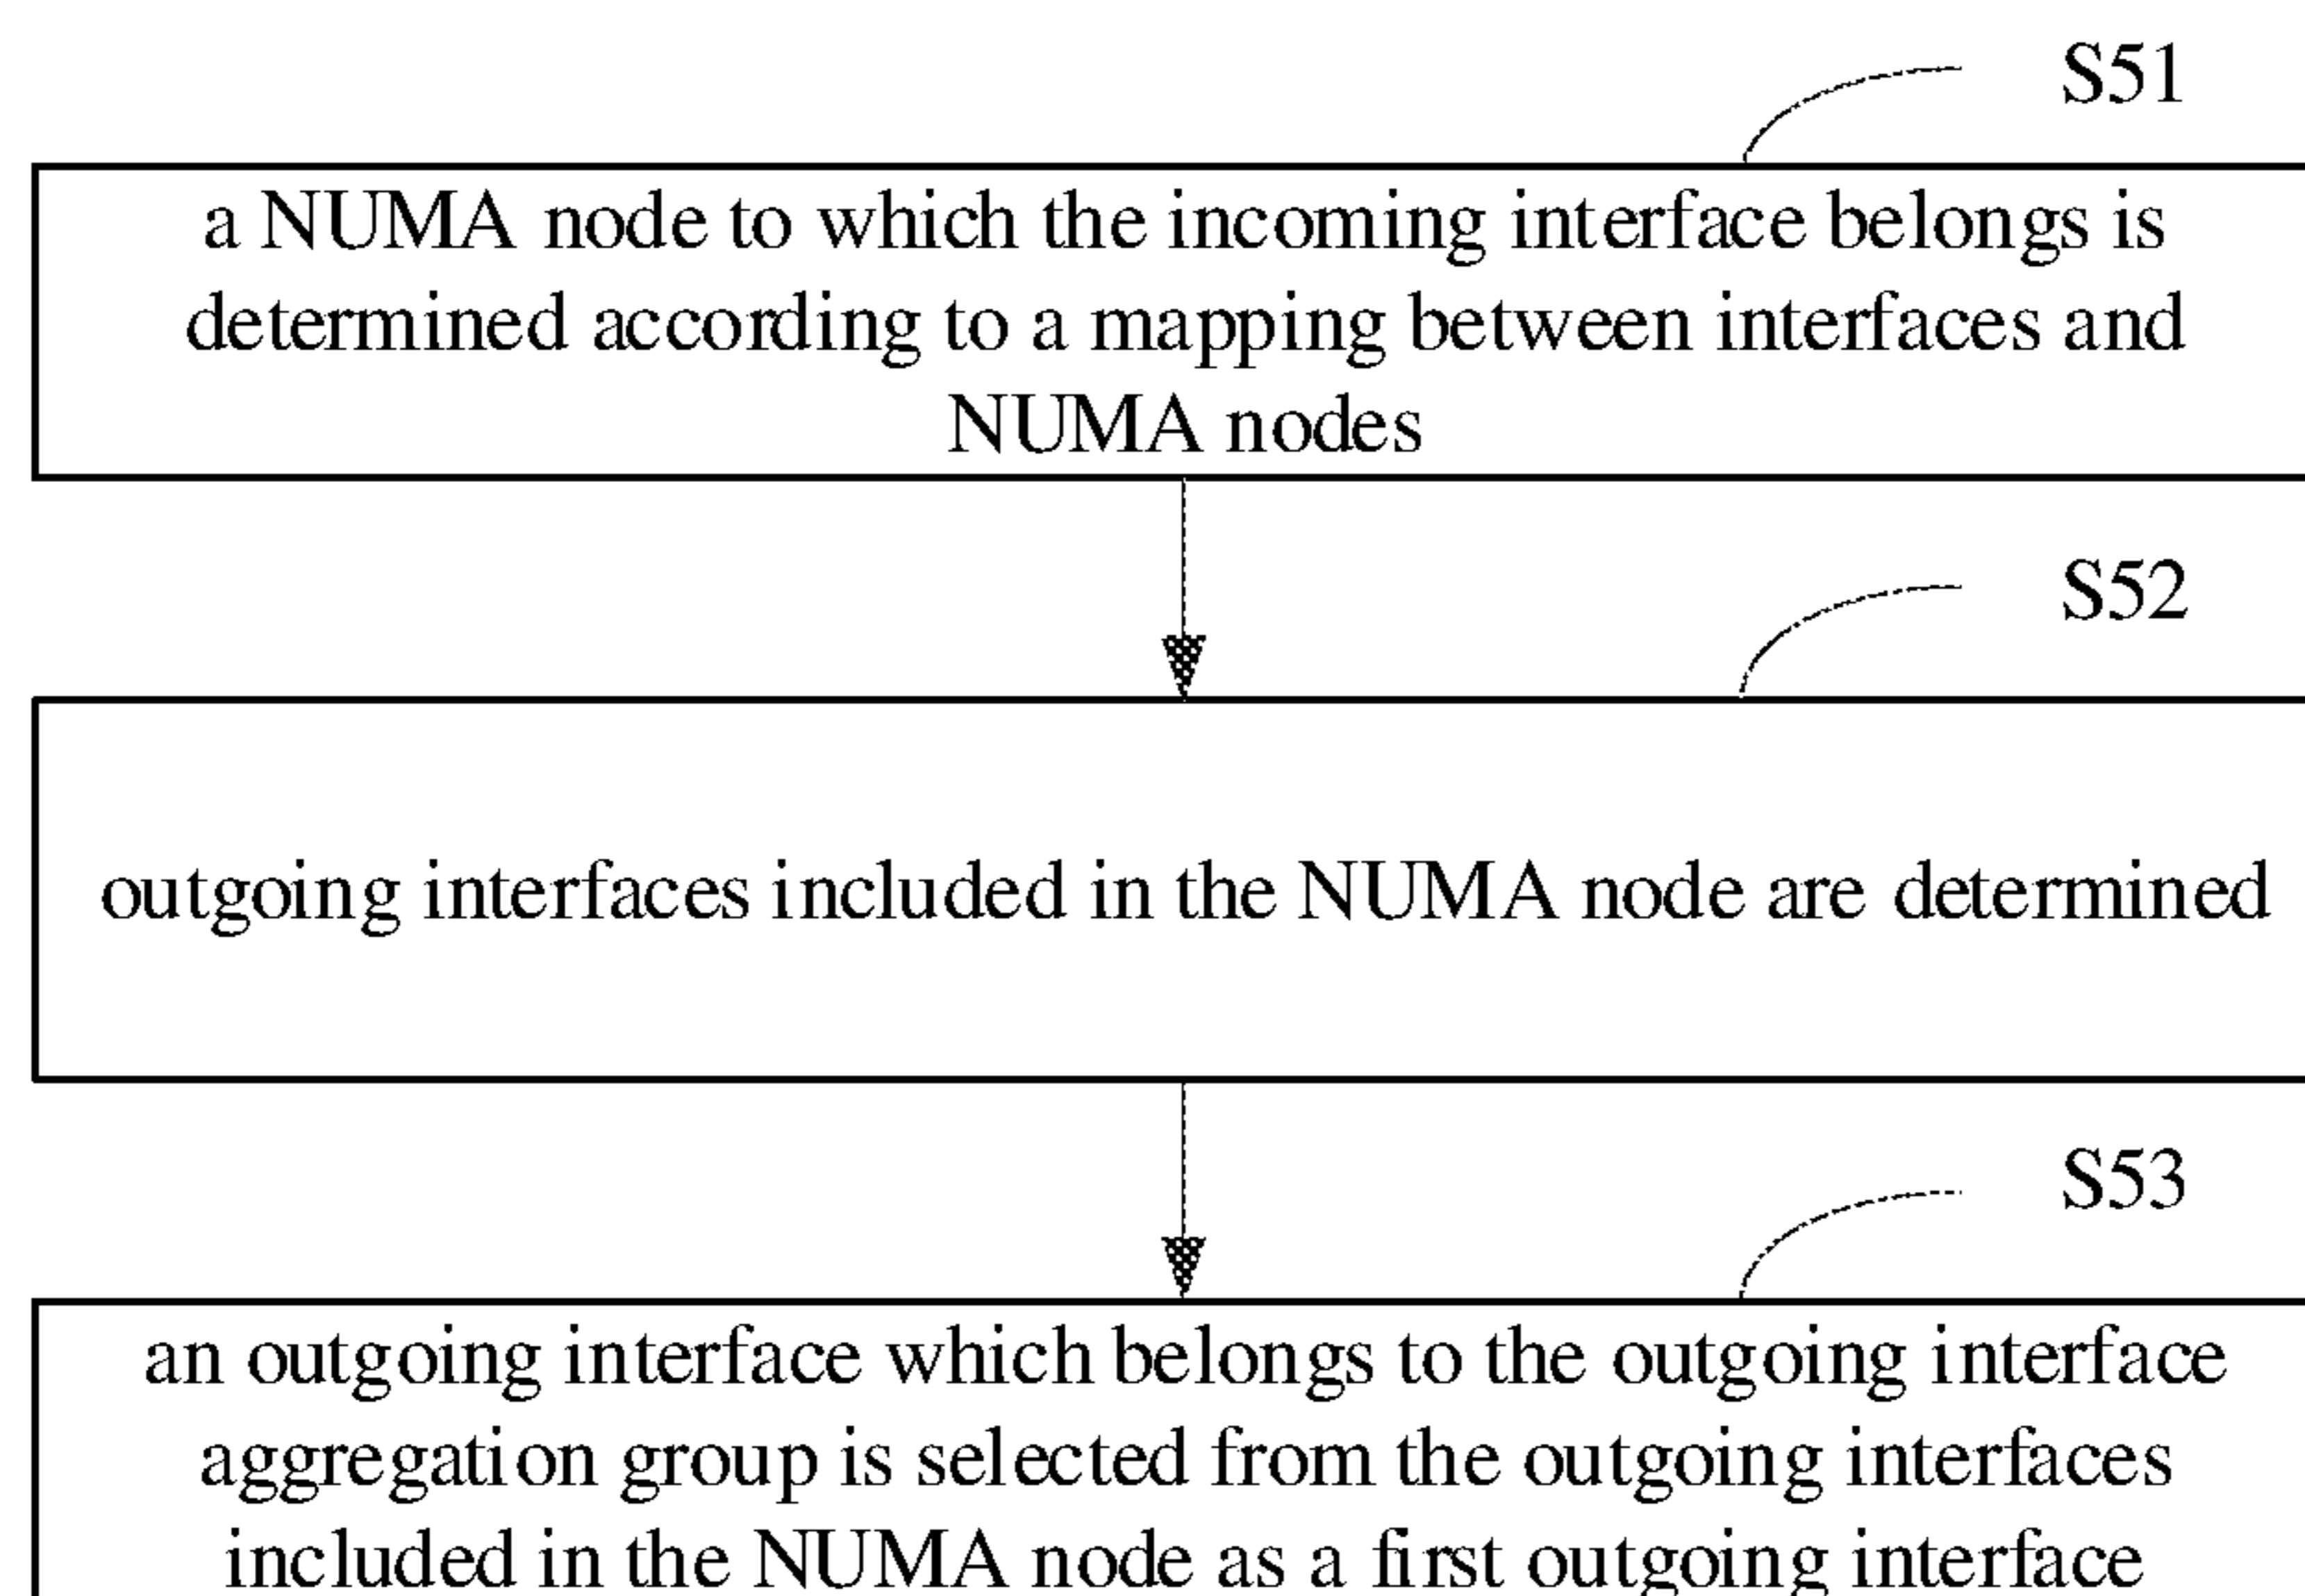 S51
a NUMA node to which the incoming interface belongs is
determined according to a mapping between interfaces and
NUMA nodes
S52
outgoing interfaces included in the NUMA node are determined
S53
an outgoing interface which belongs to the outgoing interface
aggregation group is selected from the outgoing interfaces
included in the NUMA node as a first outgoing interface